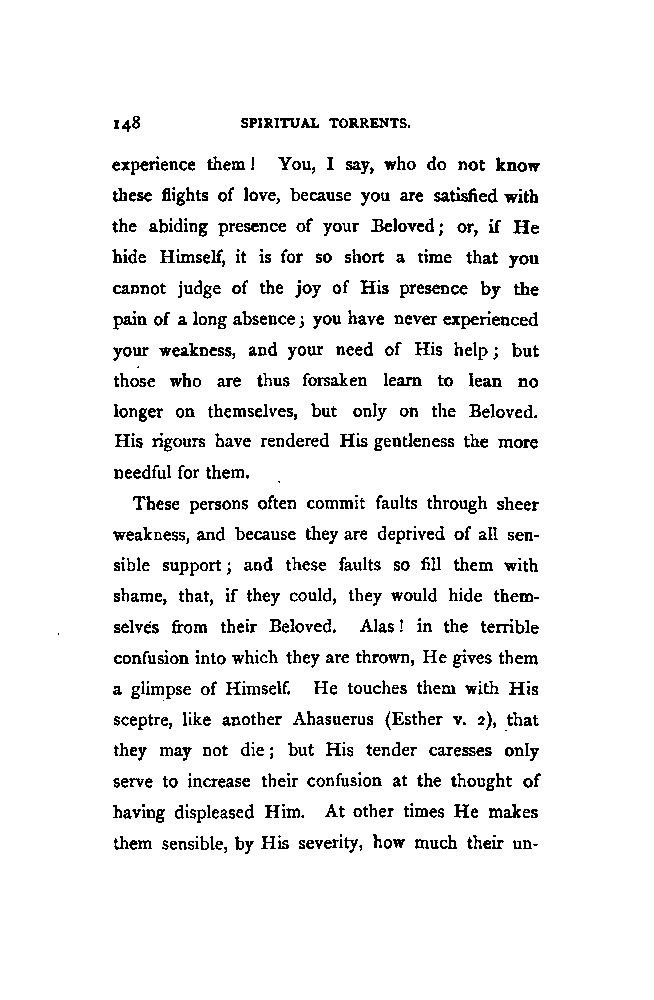 148 SPIRITUAL TORRENTS.
experience them! You, I say, who do not know
these flights of love, because you are satisfied with
the abiding presence of your Beloved; or, if He
hide Himself, it is for so short a time that you
cannot judge of the joy of His presence by the
pain of a long absence; you have never experienced
your weakness, and your need of His help; but
those who are thus forsaken learn to lean no
longer on themselves, but only on the Beloved.
His rigours have rendered His gentleness the more
needful for them.
These persons often commit faults through sheer
weakness, and because they are deprived of all sen-
sible support; and these faults so fill them with
shame, that, if they could, they would hide them-
selves from their Beloved. Alas! in the terrible
confusion into which they are thrown, He gives them
a glimpse of Himself. He touches them with His
sceptre, like another Ahasuerus (Esther v. 2), that
they may not die; but His tender caresses only
serve to increase their confusion at the thought of
having displeased Him. At other times He makes
them sensible, by His severity, how much their un-